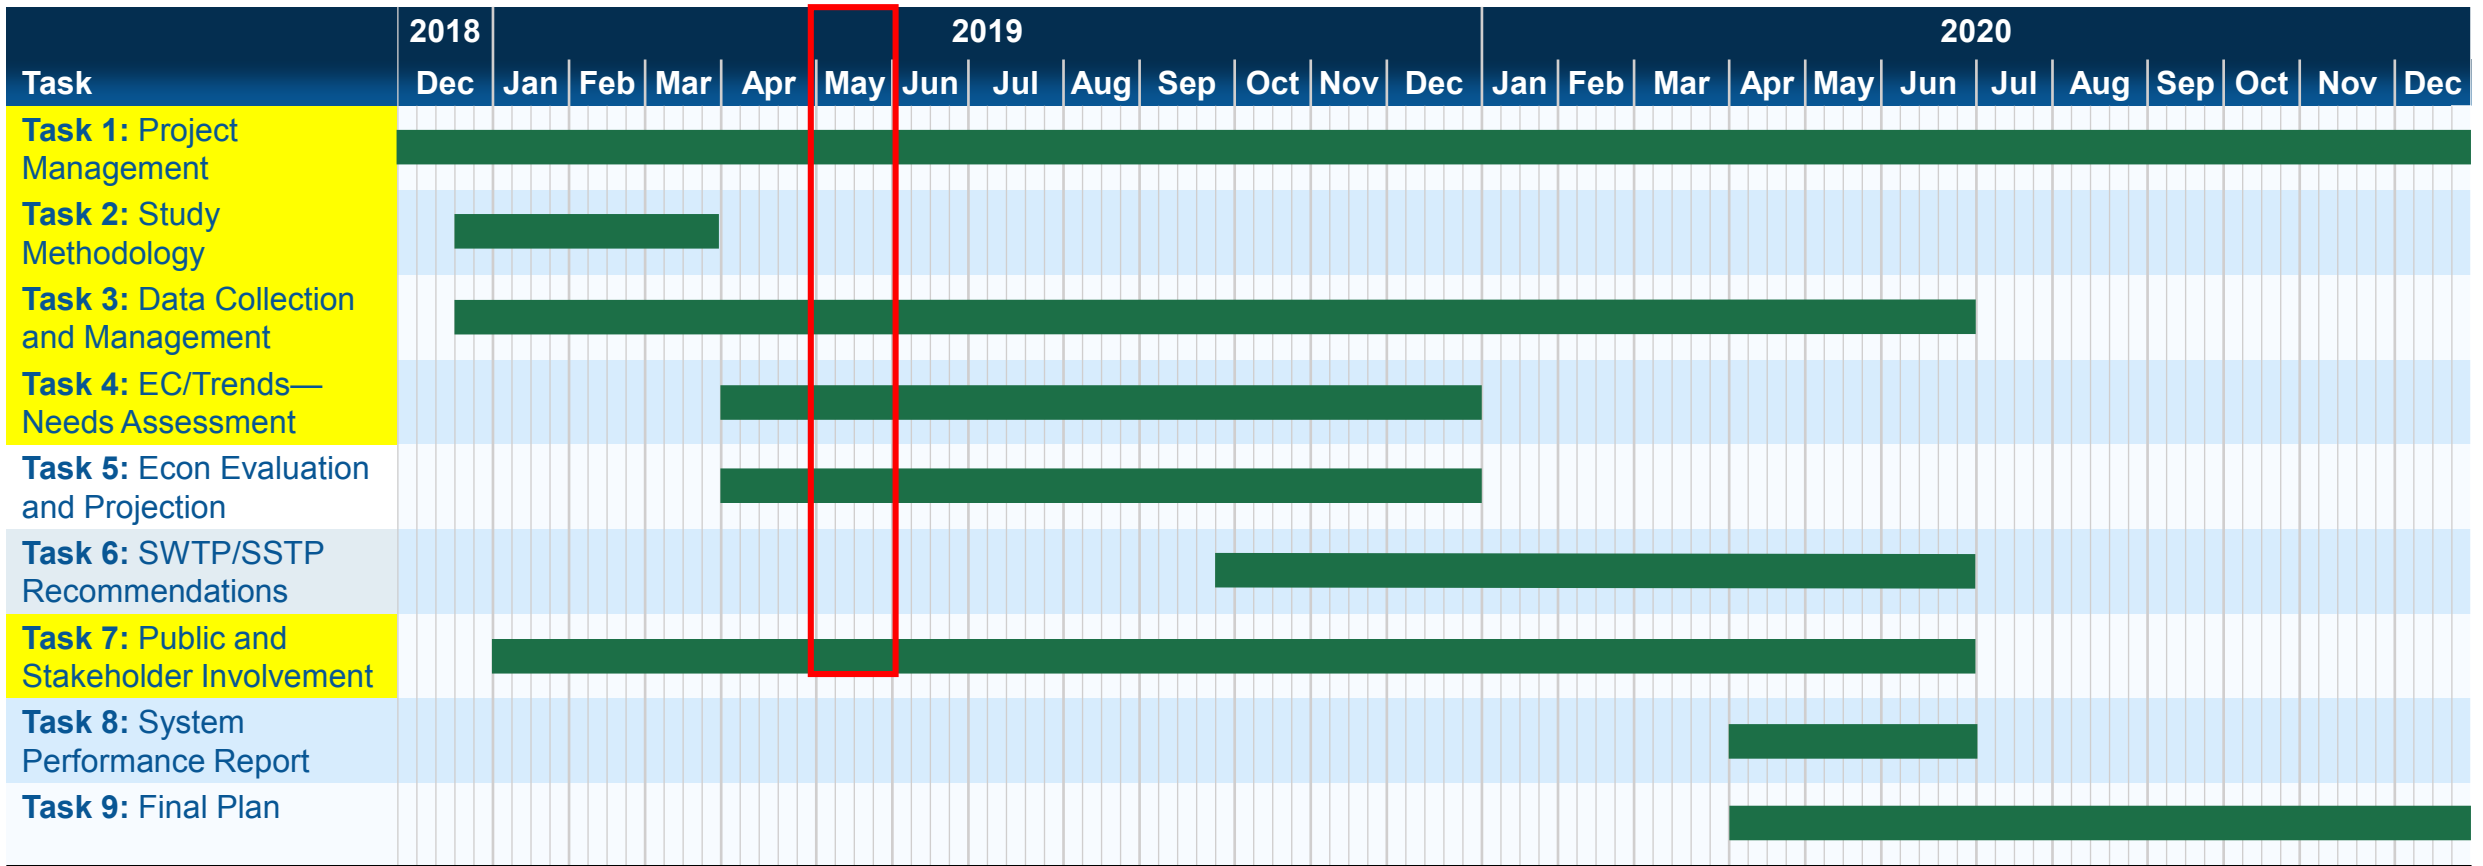 2018 2019 2020
Task Dec Jan Feb Mar Apr May Jun Jul Aug Sep Oct Nov Dec Jan Feb Mar Apr May Jun Jul Aug Sep Oct Nov Dec
Task 1: Project
Management
Task 2: Study
Methodology
Task 3: Data Collection
and Management
Task 4: EC/Trends—
Needs Assessment
Task 5: Econ Evaluation
and Projection
Task 6: SWTP/SSTP
Recommendations
Task 7: Public and
Stakeholder Involvement
Task 8: System
Performance Report
Task 9: Final Plan